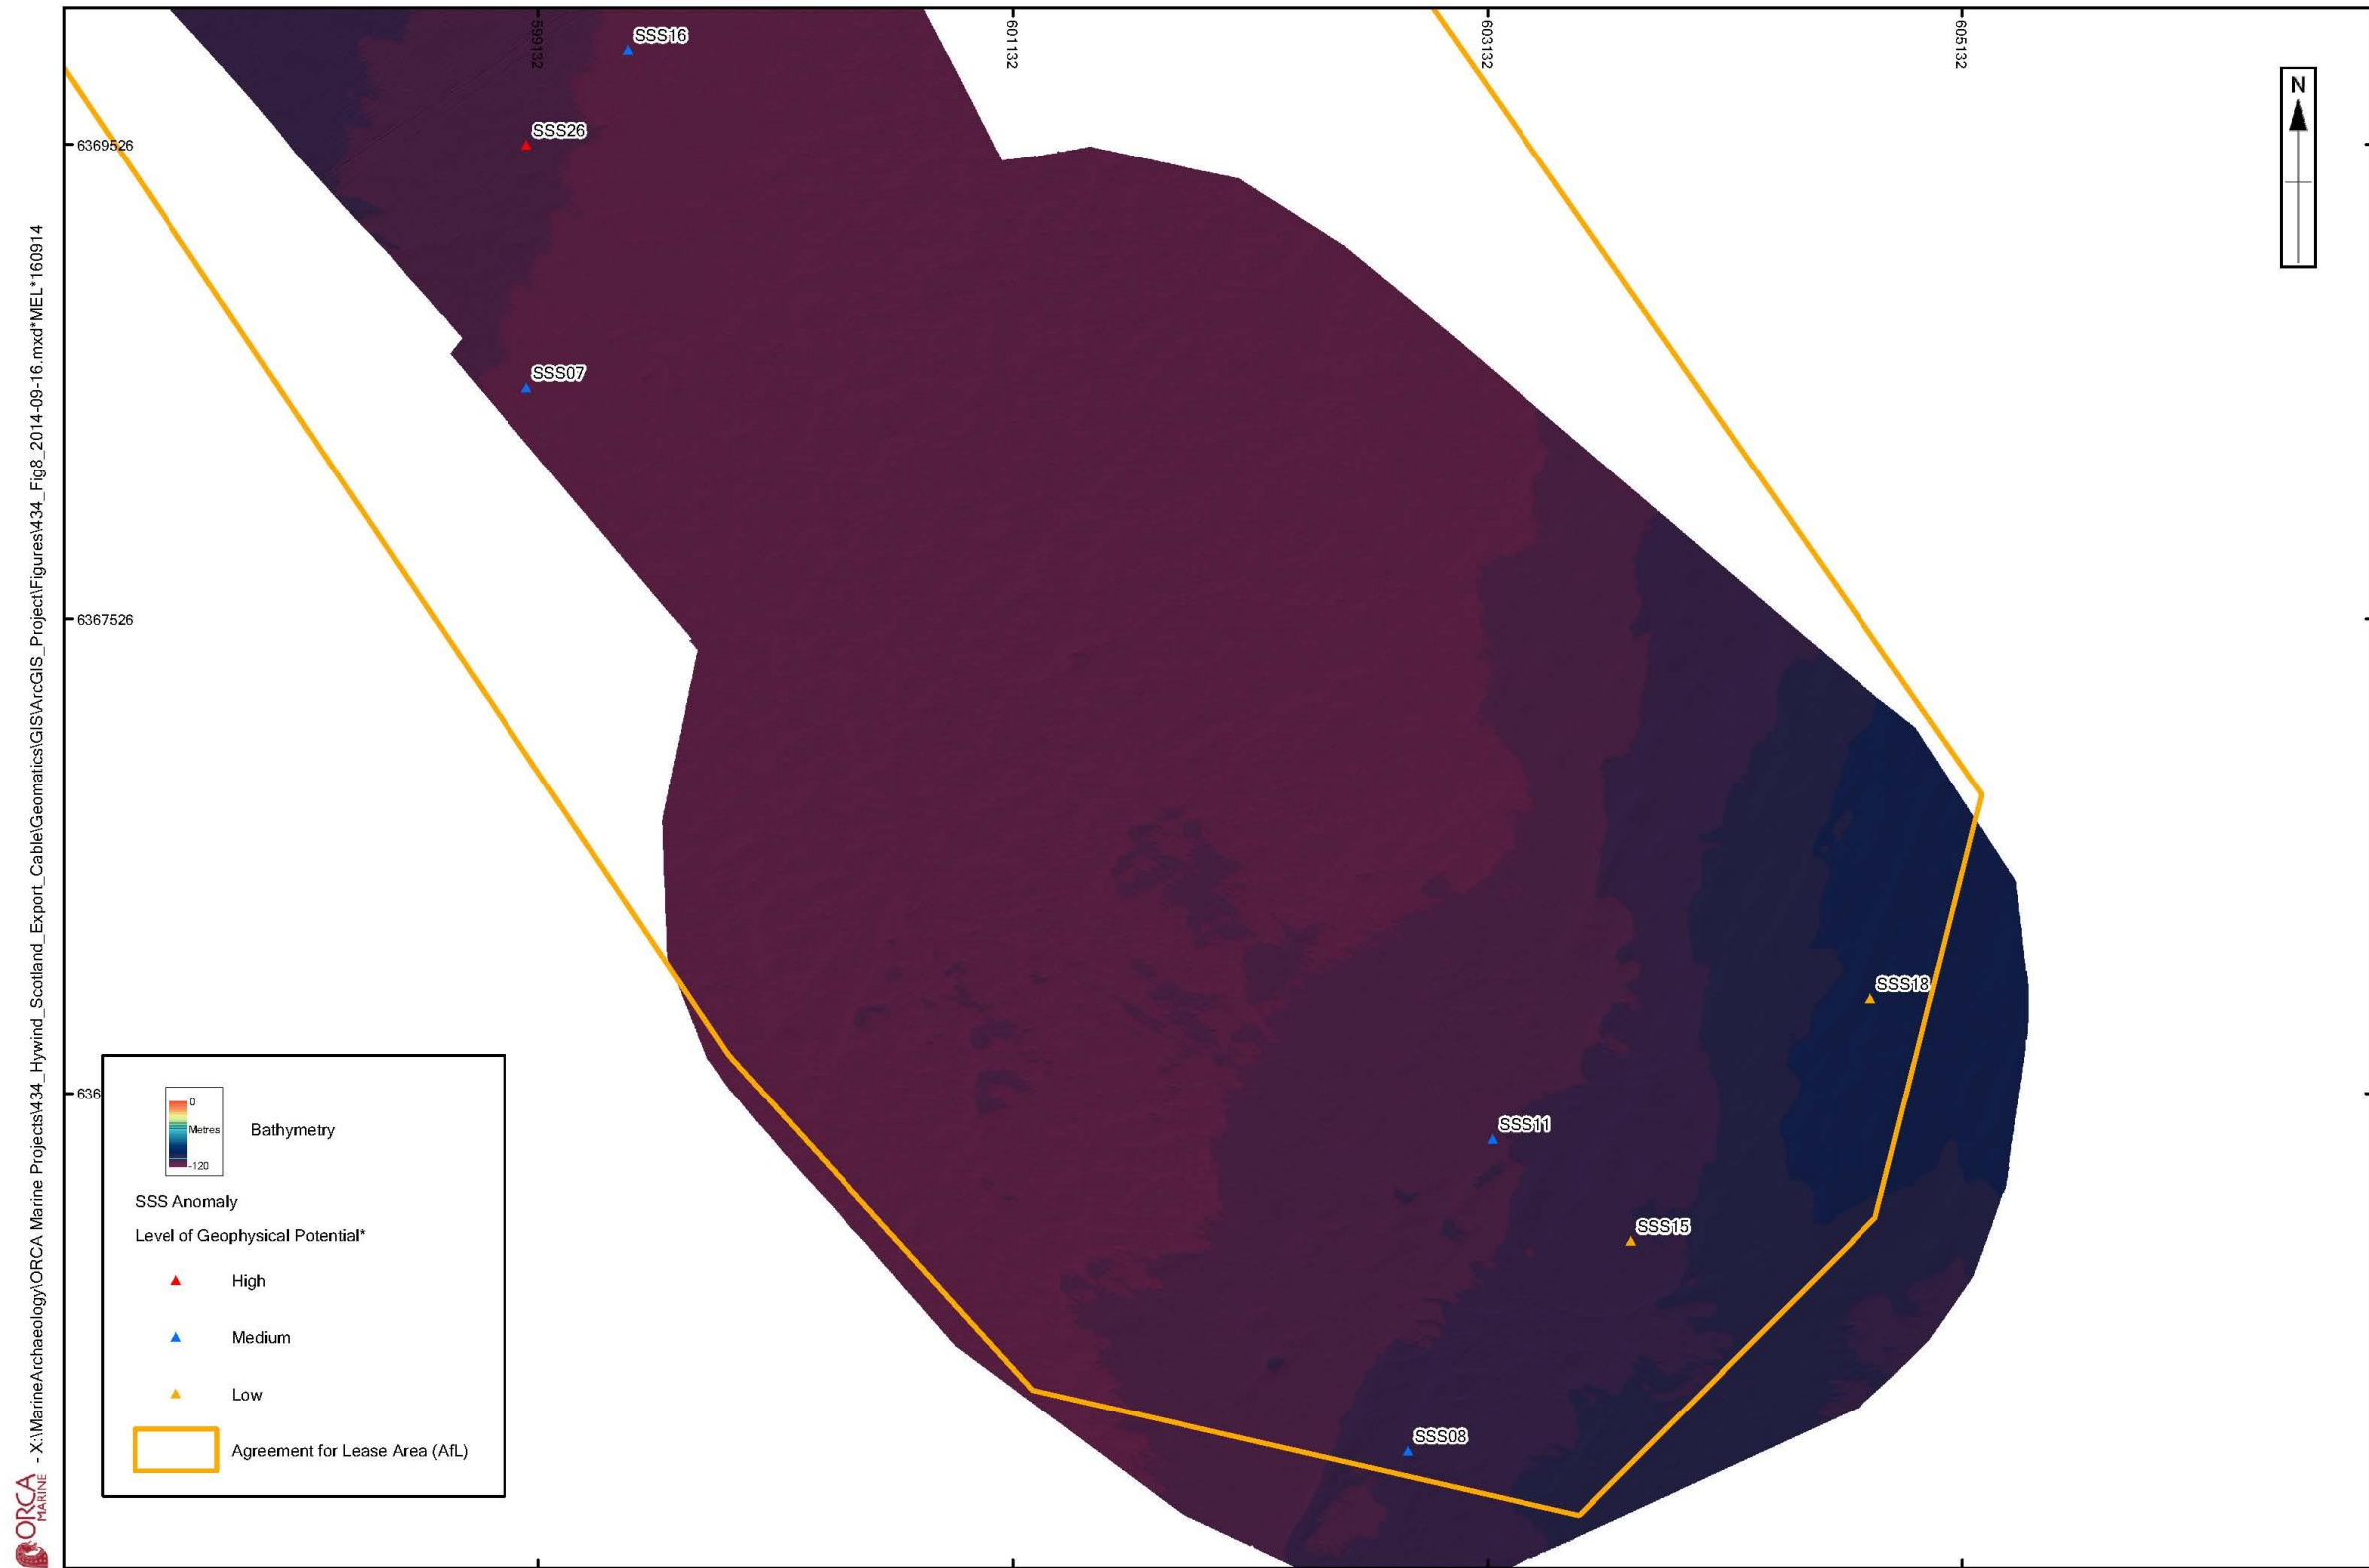 599132
601132
603132
605132
N
SSS16
SSS26
6369526
SSS07
6367526
SSS18
636
SSS11
SSS15
SSS08
0
Metres
-120
Bathymetry
SSS Anomaly
Level of Geophysical Potential*
High
Medium
Low
Agreement for Lease Area (AfL)
ORCA
MARINE
- X:\MarineArchaeology\ORCA Marine Projects\434_Hywind_Scotland_Export_Cable\Geomatics\GIS\ArcGIS_Project\Figures\434_Fig8_2014-09-16.mxd*MEL*160914